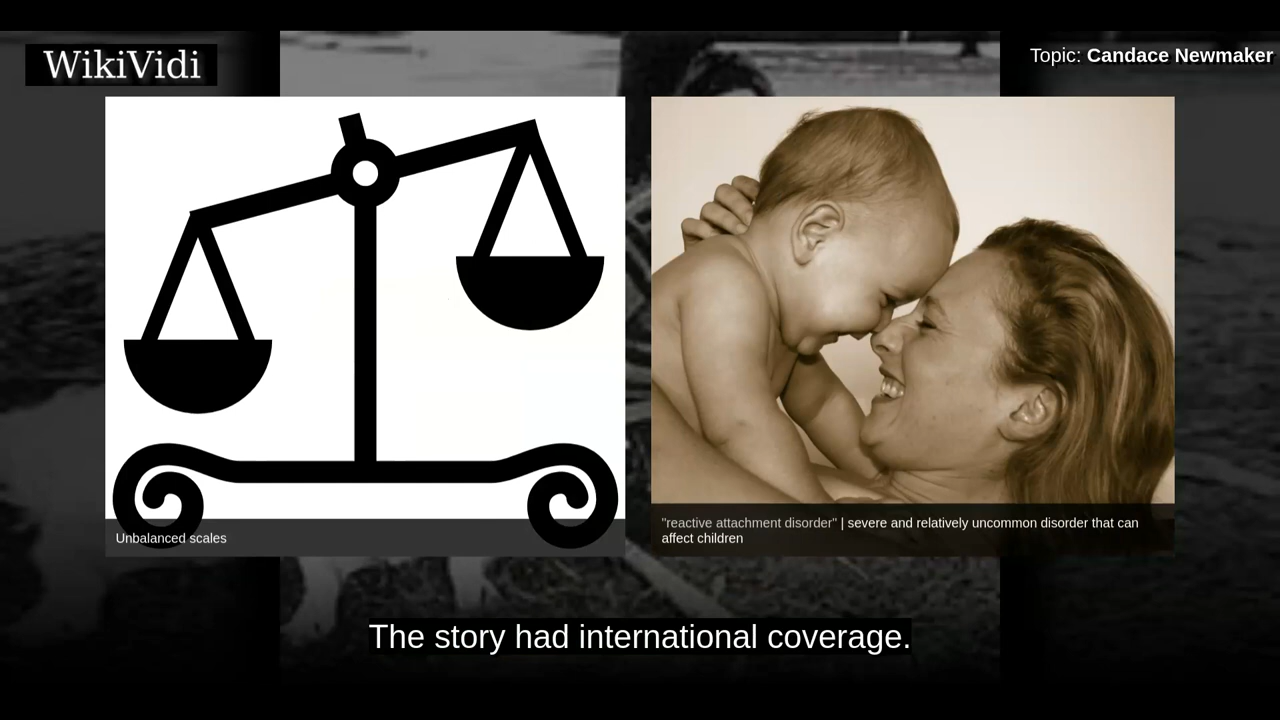 WikiVidi
Topic: Candace Newmaker
Unbalanced scales
"reactive attachment disorder" | severe and relatively uncommon disorder that can
affect children
The story had international coverage.